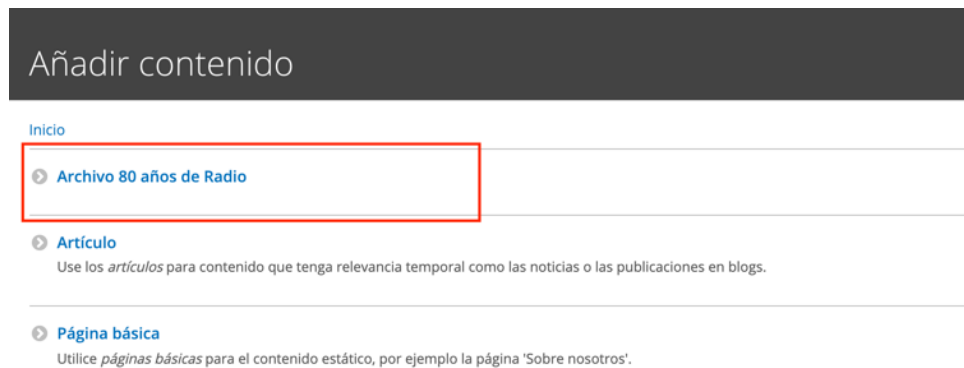 Añadir contenido
Inicio
Archivo 80 años de Radio
Artículo
Use los artículos para contenido que tenga relevancia temporal como las noticias o las publicaciones en blogs.
Página básica
Utilice páginas básicas para el contenido estático, por ejemplo la página 'Sobre nosotros'.